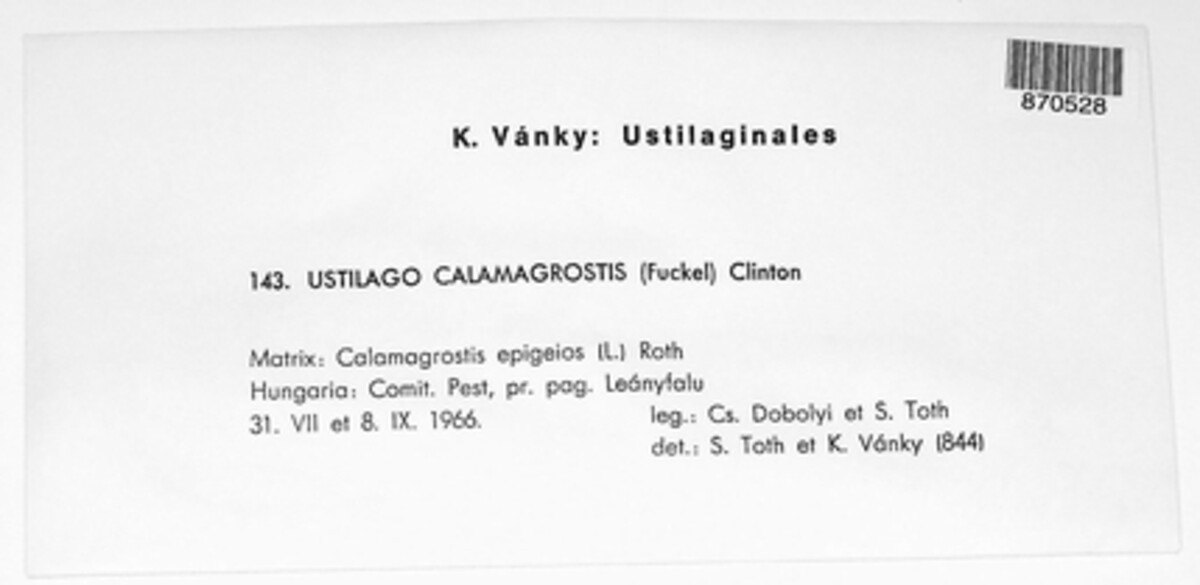 870528
K. Vánky: Ustilaginales
143. USTILAGO CALAMAGROSTIS (Fuckel) Clinton
Matrix: Calamagrostis epigeios (L.) Roth
Hungaria: Comit. Pest, pr. pag. Leányfalu
31. VII et 8. IX. 1966.
leg.: Cs. Dobolyi et S. Toth
det.: S. Toth et K. Vánky (844)